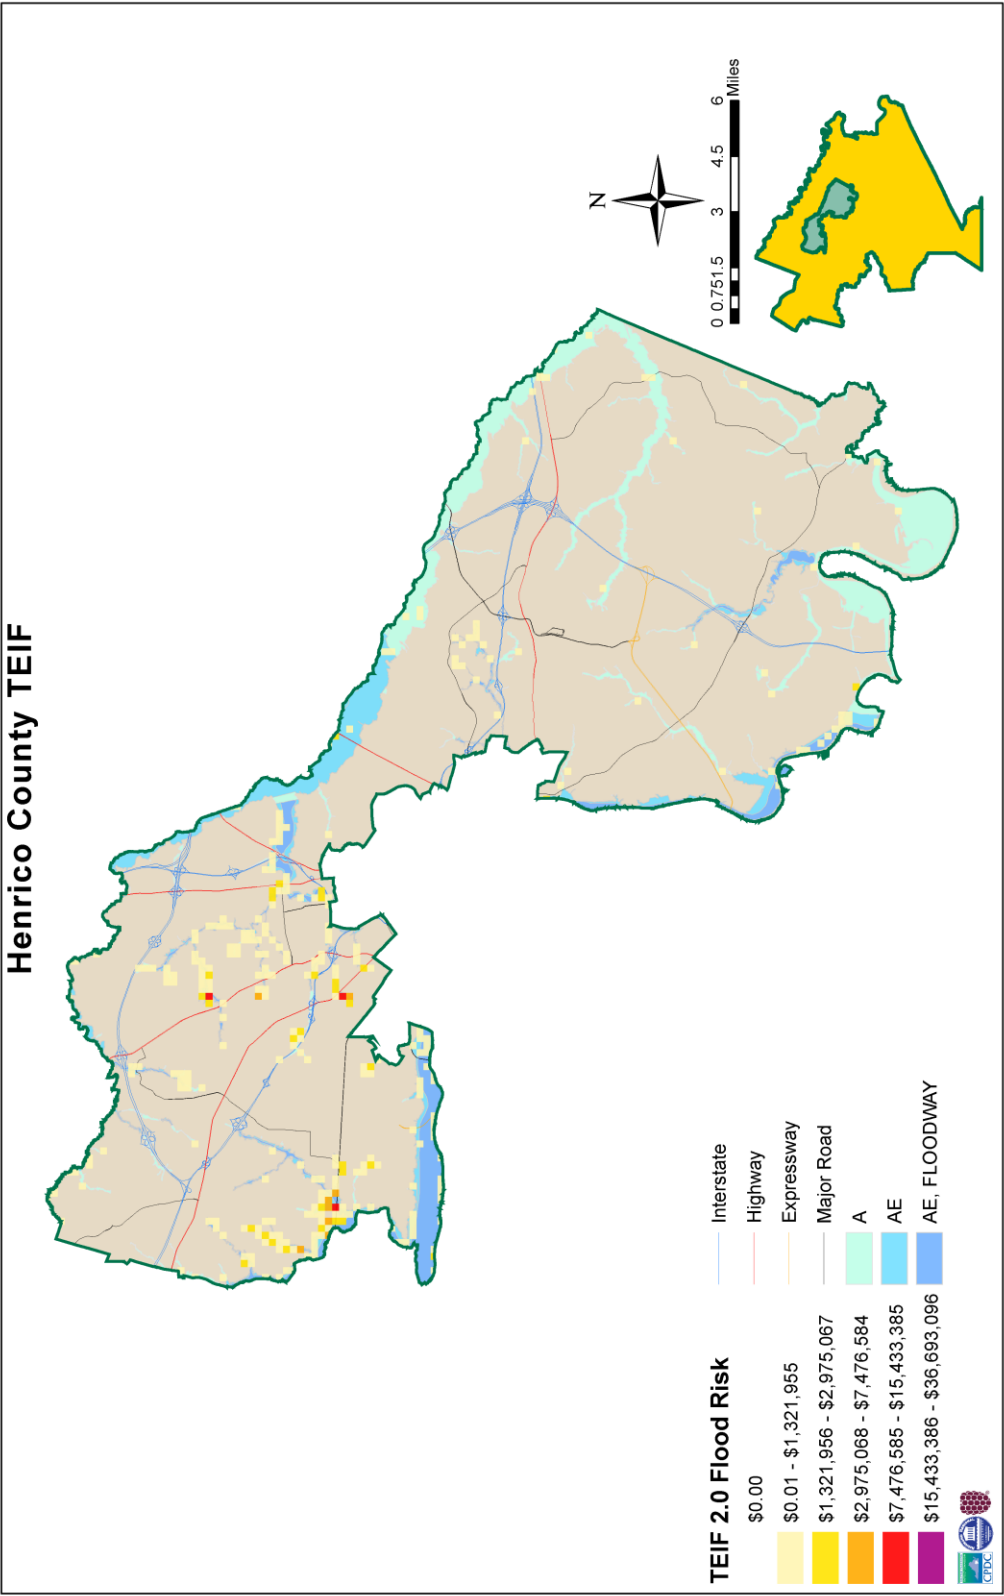 Henrico County TEIF
N
0 0.751.5 3 4.5 6
Miles
TEIF 2.0 Flood Risk
$0.00
$0.01 - $1,321,955
$1,321,956 - $2,975,067
$2,975,068 - $7,476,584
$7,476,585 - $15,433,385
$15,433,386 - $36,693,096
Interstate
Highway
Expressway
Major Road
A
AE
AE, FLOODWAY
CPDC